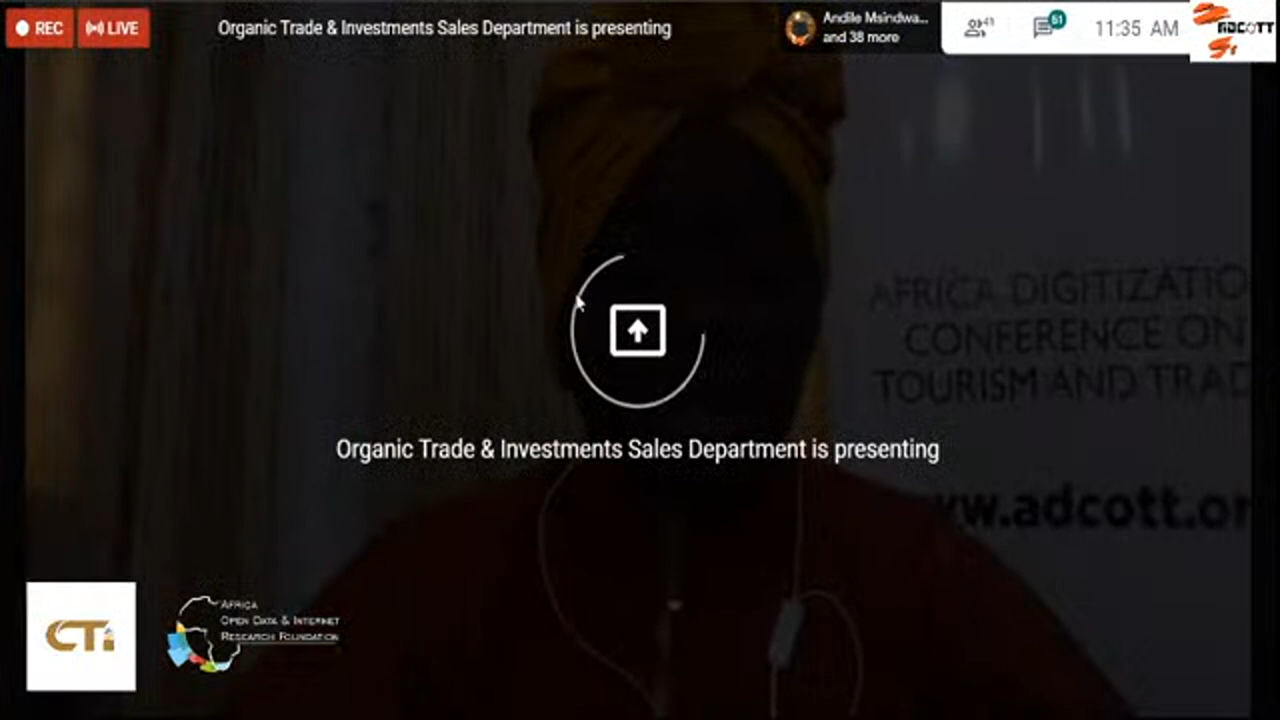 REC
LIVE
Organic Trade & Investments Sales Department is presenting
Andile Msindwa...
and 38 more
41
61
11:35 AM
ADCOTT
AFRICA DIGITIZATIO
CONFERENCE ON
TOURISM AND TRAD
Organic Trade & Investments Sales Department is presenting
ww.adcott.or
CTi
AFRICA
OPEN DATA & INTERNET
RESEARCH FOUNDATION